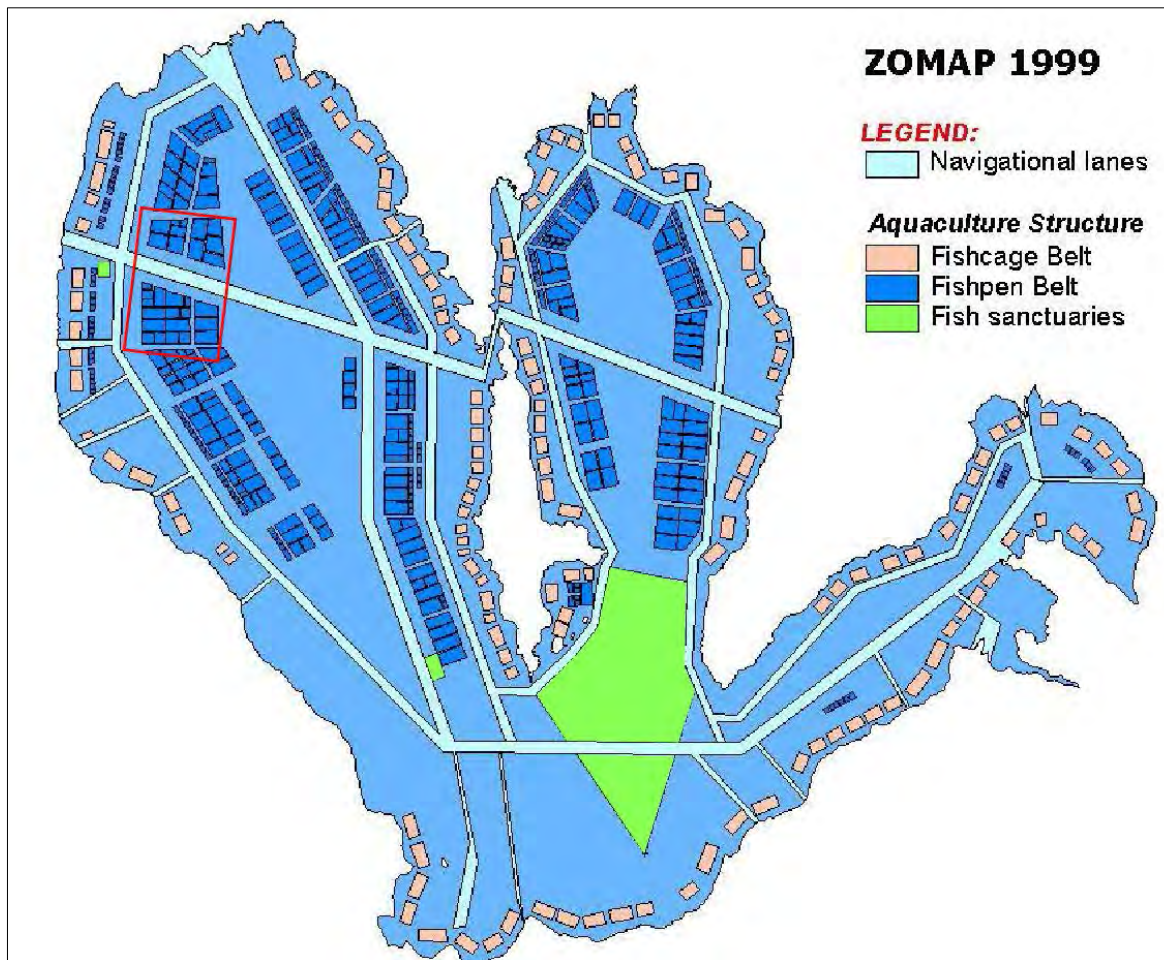 ZOMAP 1999
LEGEND:
Navigational lanes
Aquaculture Structure
Fishcage Belt
Fishpen Belt
Fish sanctuaries